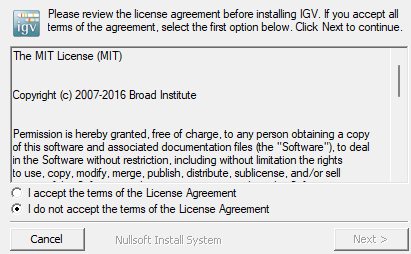 igv
Please review the license agreement before installing IGV. If you accept all
terms of the agreement, select the first option below. Click Next to continue.
The MIT License (MIT)
Copyright (c) 2007-2016 Broad Institute
Permission is hereby granted, free of charge, to any person obtaining a copy
of this software and associated documentation files (the "Software"), to deal
in the Software without restriction, including without limitation the rights
to use, copy, modify, merge, publish, distribute, sublicense, and/or sell
I accept the terms of the License Agreement
I do not accept the terms of the License Agreement
Cancel
Nullsoft Install System
Next >